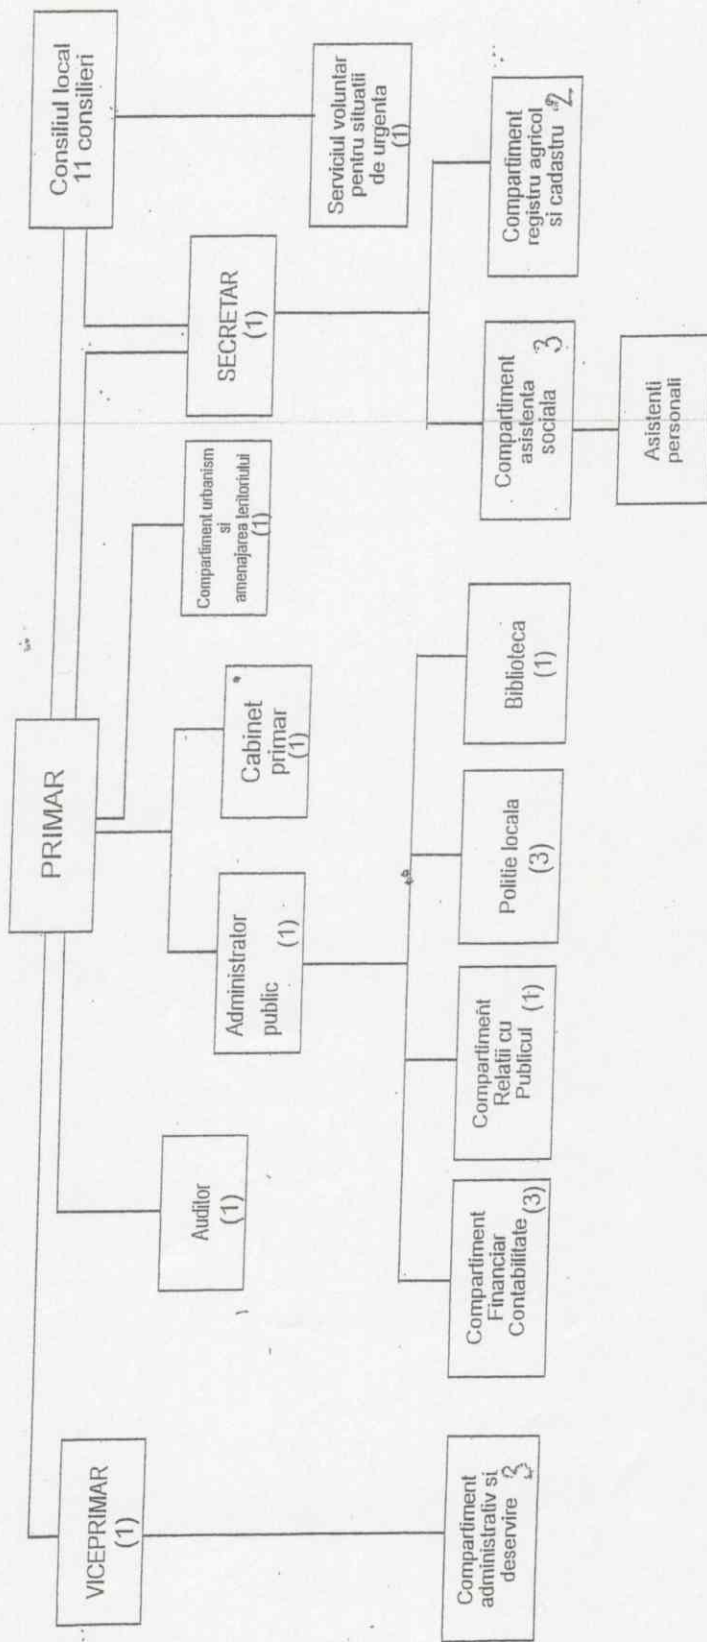 PRIMAR
Consiliul local
11 consilieri
VICEPRIMAR
(1)
Auditor
(1)
Administrator
public (1)
Cabinet
primar
(1)
Compartiment urbanism
si
amenajarea teritoriului
(1)
SECRETAR
(1)
Serviciul voluntar
pentru situatii
de urgenta
(1)
Compartiment
administrativ si
deservire 3
Compartiment
Financiar
Contabilitate (3)
Compartiment
Relatii cu
Publicul (1)
Politie locala
(3)
Biblioteca
(1)
Compartiment
asistenta
sociala 3
Compartiment
registru agricol
si cadastru 2
Asistenti
personali